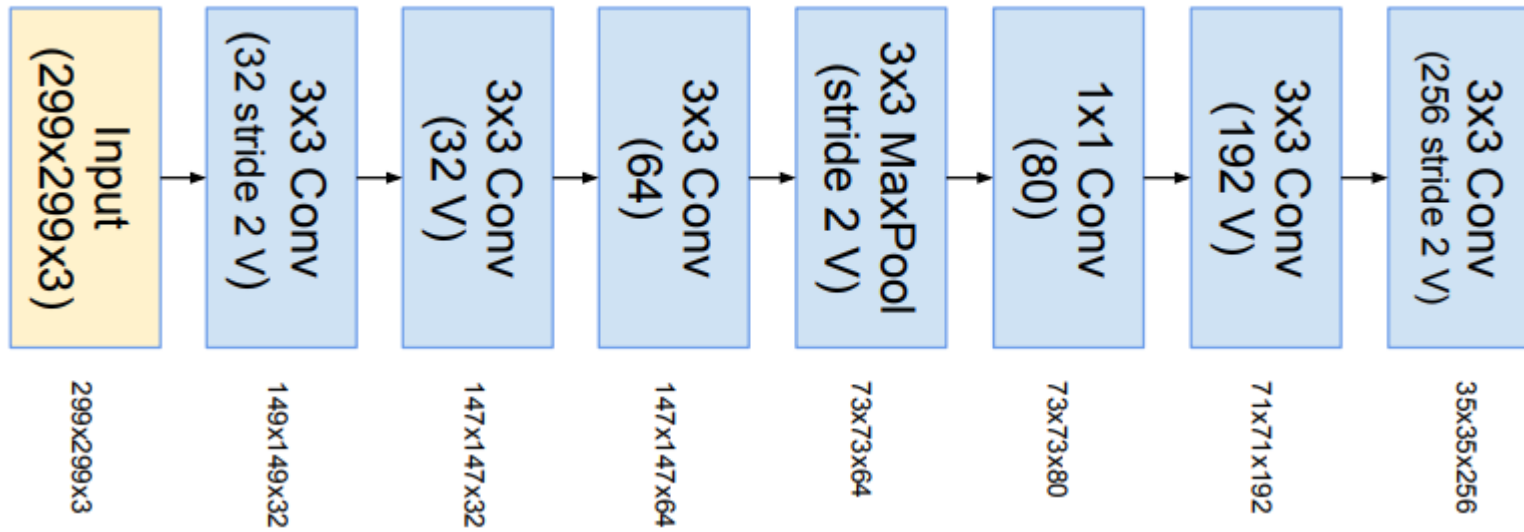 Input
(299x299x3)
299x299x3
3x3 Conv
(32 stride 2 V)
149x149x32
3x3 Conv
(32 V)
147x147x32
3x3 Conv
(64)
147x147x64
3x3 MaxPool
(stride 2 V)
73x73x64
1x1 Conv
(80)
73x73x80
3x3 Conv
(192 V)
71x71x192
3x3 Conv
(256 stride 2 V)
35x35x256